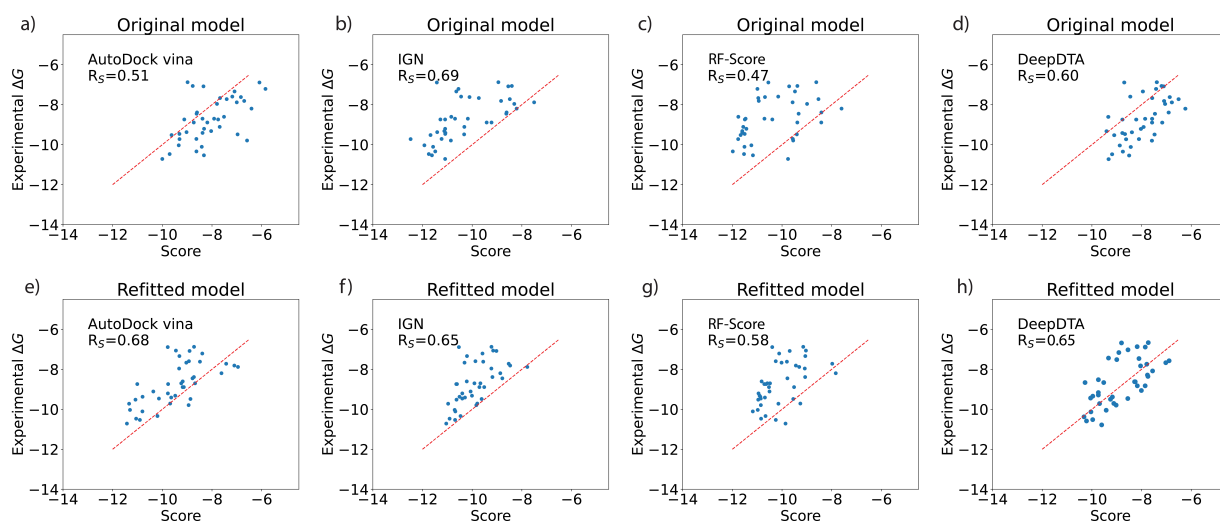 a)
Original model
AutoDock vina
R_S=0.51
Experimental ΔG
−6
−8
−10
−12
−14
−14 −12 −10 −8 −6
Score
b)
Original model
IGN
R_S=0.69
Experimental ΔG
−6
−8
−10
−12
−14
−14 −12 −10 −8 −6
Score
c)
Original model
RF-Score
R_S=0.47
Experimental ΔG
−6
−8
−10
−12
−14
−14 −12 −10 −8 −6
Score
d)
Original model
DeepDTA
R_S=0.60
Experimental ΔG
−6
−8
−10
−12
−14
−14 −12 −10 −8 −6
Score
e)
Refitted model
AutoDock vina
R_S=0.68
Experimental ΔG
−6
−8
−10
−12
−14
−14 −12 −10 −8 −6
Score
f)
Refitted model
IGN
R_S=0.65
Experimental ΔG
−6
−8
−10
−12
−14
−14 −12 −10 −8 −6
Score
g)
Refitted model
RF-Score
R_S=0.58
Experimental ΔG
−6
−8
−10
−12
−14
−14 −12 −10 −8 −6
Score
h)
Refitted model
DeepDTA
R_S=0.65
Experimental ΔG
−6
−8
−10
−12
−14
−14 −12 −10 −8 −6
Score